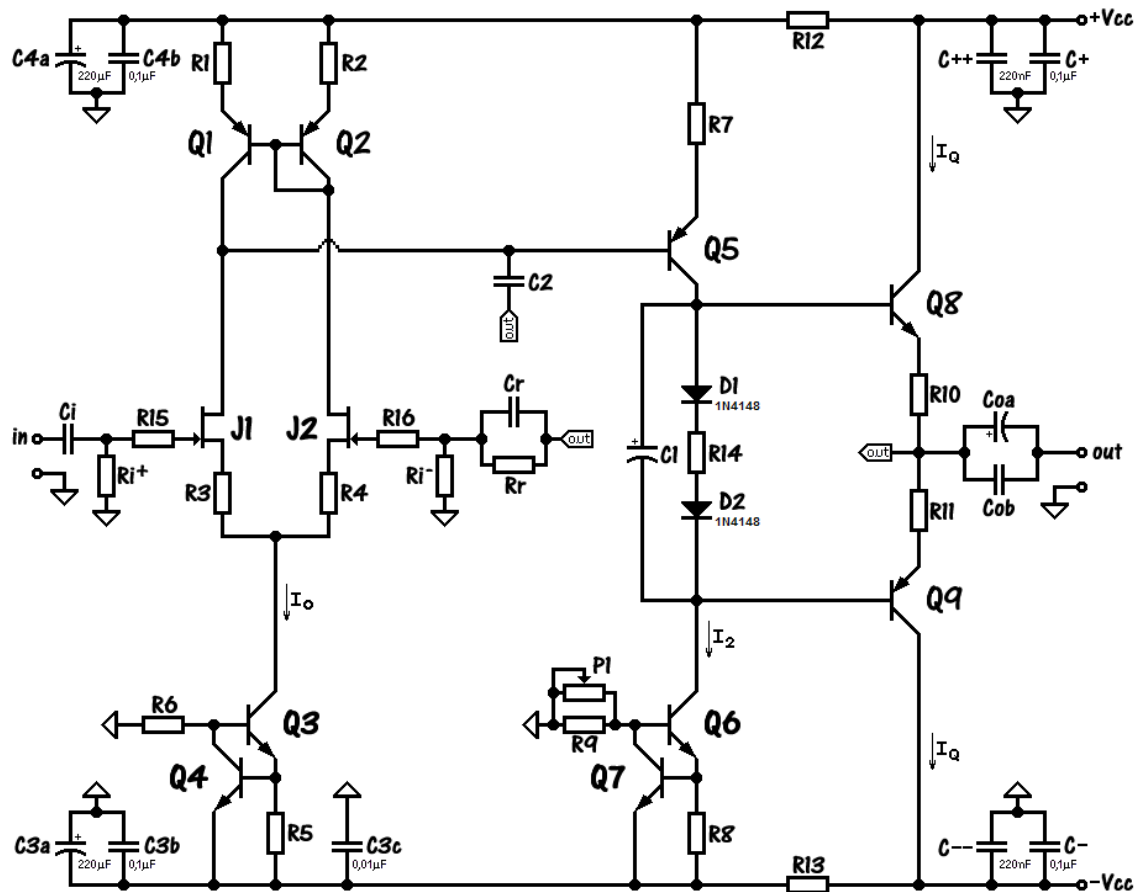 +Vcc
R12
C4a
220µF
C4b
0,1µF
R1
R2
C++
220nF
C+
0,1µF
Q1
Q2
R7
IQ
Q5
C2
out
Q8
D1
1N4148
R10
Cr
Coa
in
Ci
R15
J1
J2
R16
out
C1
R14
out
out
Ri+
R3
R4
Ri-
Rr
D2
1N4148
R11
Cob
Io
Q9
I2
P1
R6
Q3
R9
Q6
Q4
Q7
IQ
C3a
220µF
C3b
0,1µF
R5
C3c
0,01µF
R8
R13
C--
220nF
C-
0,1µF
-Vcc